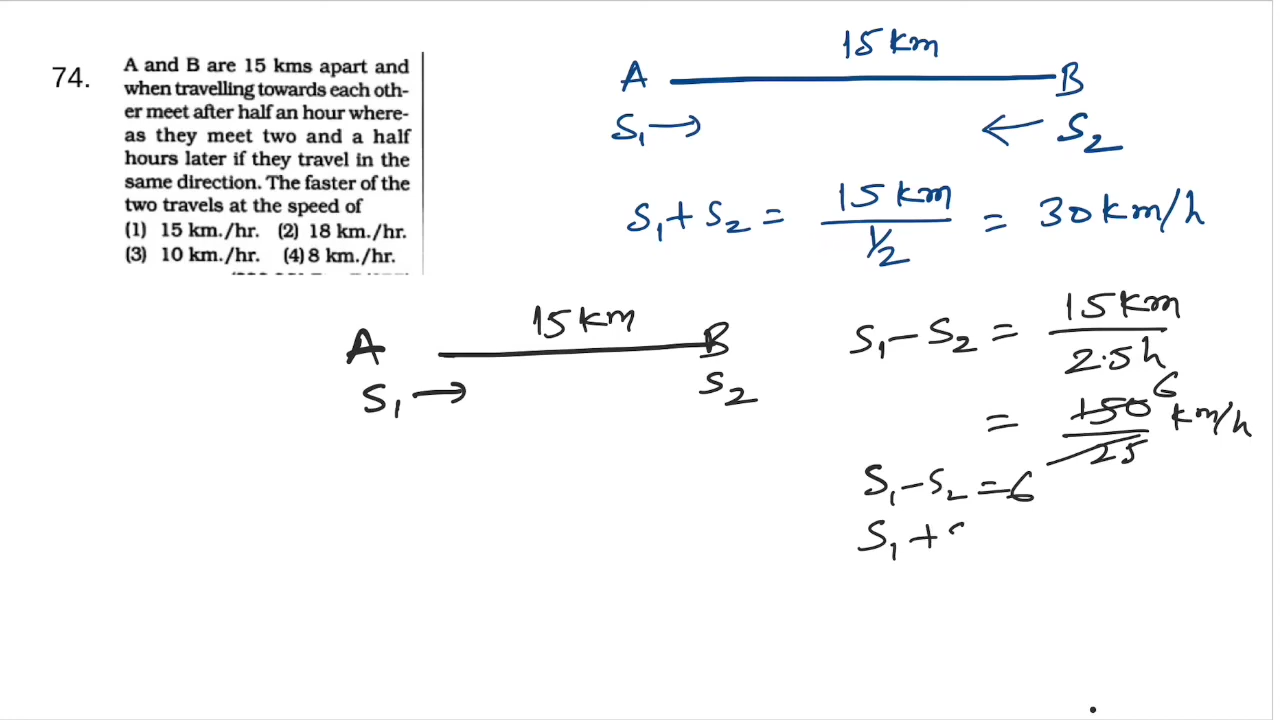 74.
A and B are 15 kms apart and
when travelling towards each oth-
er meet after half an hour where-
as they meet two and a half
hours later if they travel in the
same direction. The faster of the
two travels at the speed of
(1) 15 km./hr. (2) 18 km./hr.
(3) 10 km./hr. (4) 8 km./hr.
15 km
A B
S₁→ ← S₂
S₁+S₂ = 15 km / ½ = 30 km/h
15 km
A B
S₁→ S₂
S₁-S₂ = 15 km / 2.5h
= 150 / 25 6 km/h
S₁-S₂ = 6
S₁ +